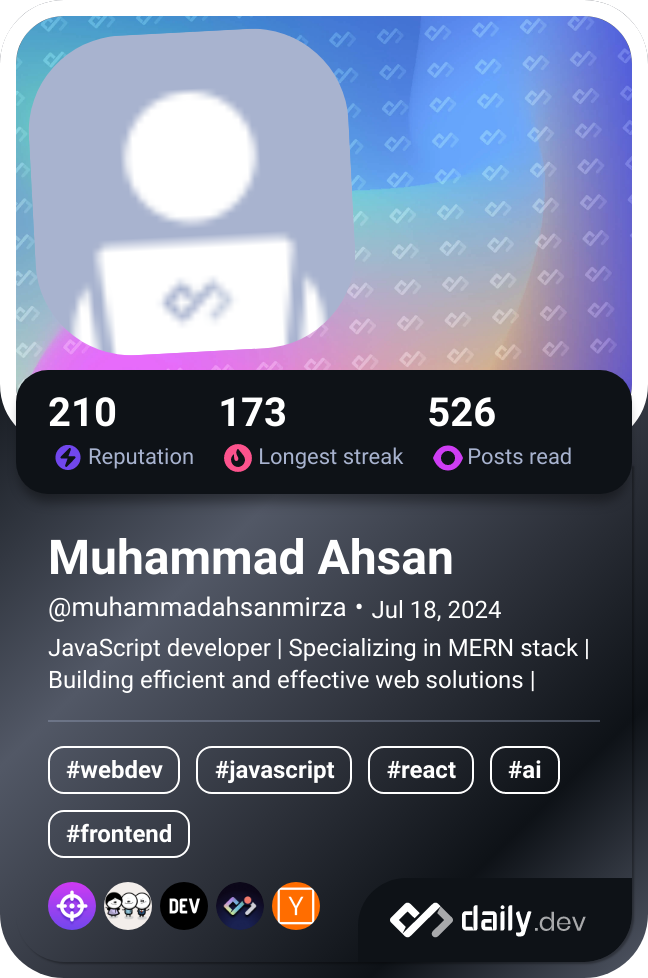 210 173 526
Reputation Longest streak Posts read
Muhammad Ahsan
@muhammadahsanmirza • Jul 18, 2024
JavaScript developer | Specializing in MERN stack |
Building efficient and effective web solutions |
#webdev #javascript #react #ai
#frontend
DEV Y daily.dev